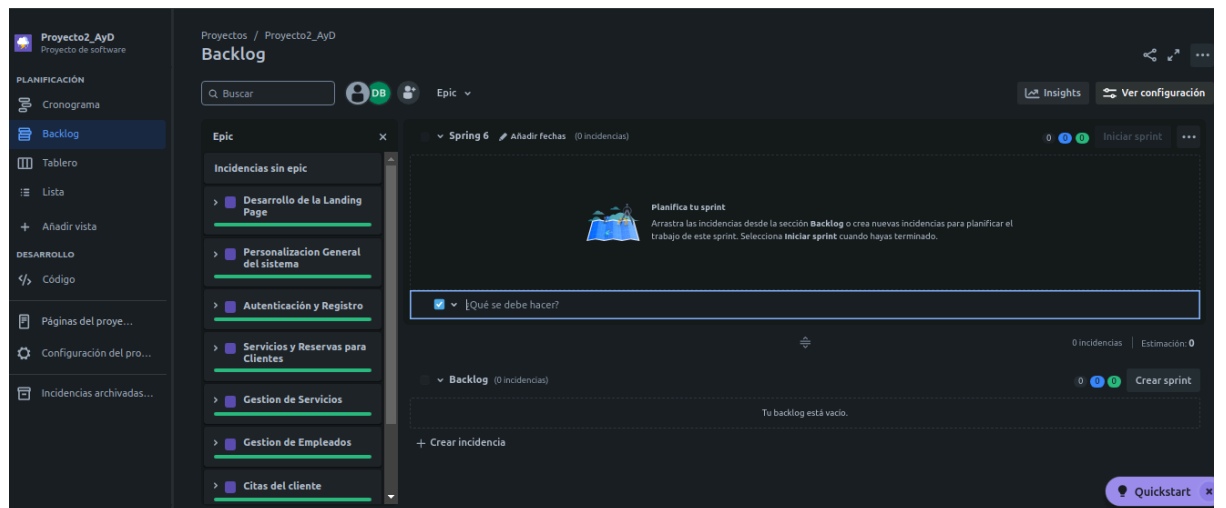 Proyecto2_AyD
Proyecto de software
PLANIFICACIÓN
Cronograma
Backlog
Tablero
Lista
Añadir vista
DESARROLLO
Código
Páginas del proye...
Configuración del pro...
Incidencias archivadas...
Proyectos / Proyecto2_AyD
Backlog
Buscar
DB
Epic
Insights
Ver configuración
Epic
Incidencias sin epic
Desarrollo de la Landing
Page
Personalizacion General
del sistema
Autenticación y Registro
Servicios y Reservas para
Clientes
Gestion de Servicios
Gestion de Empleados
Citas del cliente
Spring 6 Añadir fechas (0 incidencias)
0 0 0 Iniciar sprint
Planifica tu sprint
Arrastra las incidencias desde la sección Backlog o crea nuevas incidencias para planificar el
trabajo de este sprint. Selecciona Iniciar sprint cuando hayas terminado.
¿Qué se debe hacer?
0 incidencias Estimación: 0
Backlog (0 incidencias)
0 0 0 Crear sprint
Tu backlog está vacío.
+ Crear incidencia
Quickstart